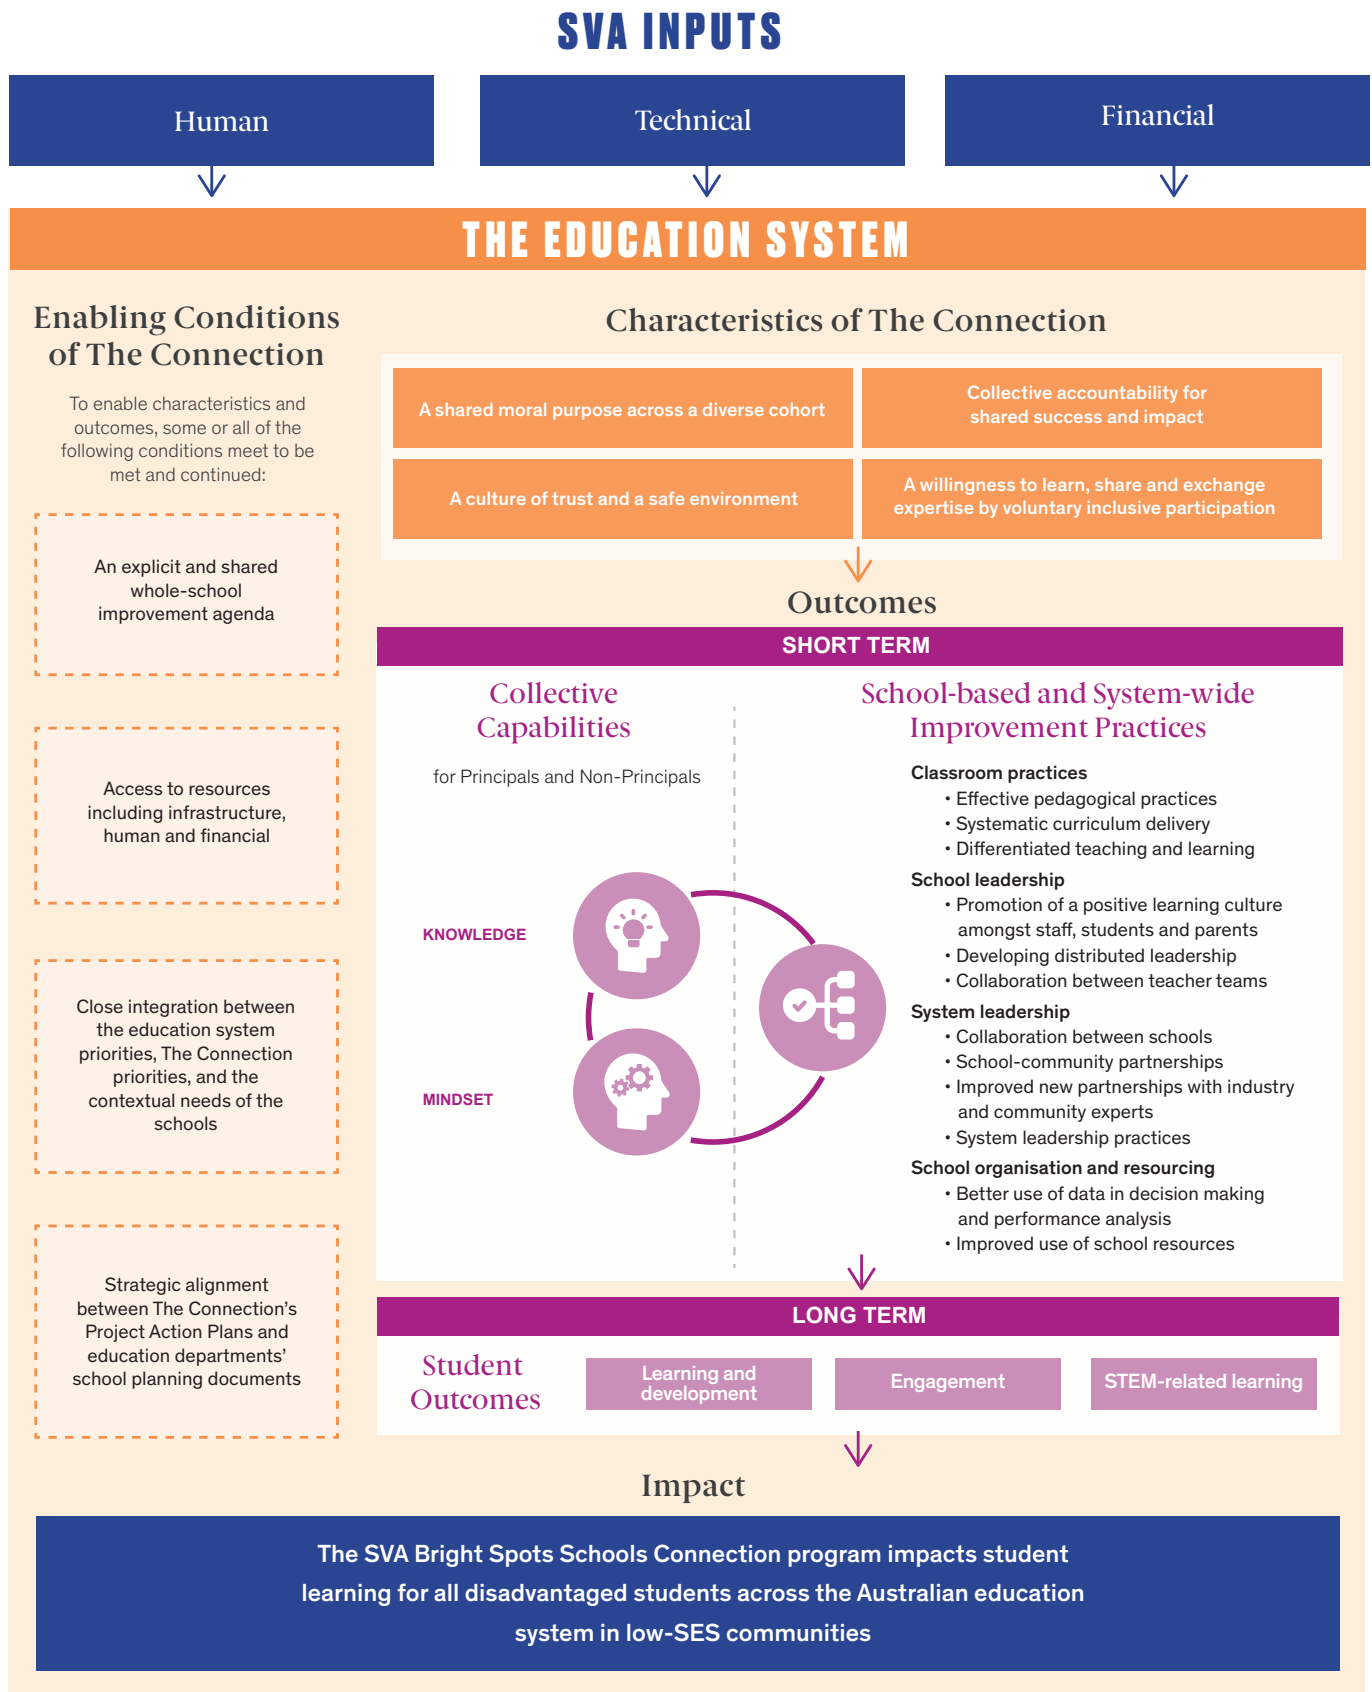 SVA INPUTS
Human
Technical
Financial
THE EDUCATION SYSTEM
Enabling Conditions
of The Connection
To enable characteristics and
outcomes, some or all of the
following conditions meet to be
met and continued:
An explicit and shared
whole-school
improvement agenda
Access to resources
including infrastructure,
human and financial
Close integration between
the education system
priorities, The Connection
priorities, and the
contextual needs of the
schools
Strategic alignment
between The Connection's
Project Action Plans and
education departments'
school planning documents
Characteristics of The Connection
A shared moral purpose across a diverse cohort
Collective accountability for
shared success and impact
A culture of trust and a safe environment
A willingness to learn, share and exchange
expertise by voluntary inclusive participation
Outcomes
SHORT TERM
Collective
Capabilities
for Principals and Non-Principals
KNOWLEDGE
MINDSET
School-based and System-wide
Improvement Practices
Classroom practices
• Effective pedagogical practices
• Systematic curriculum delivery
• Differentiated teaching and learning
School leadership
• Promotion of a positive learning culture
amongst staff, students and parents
• Developing distributed leadership
• Collaboration between teacher teams
System leadership
• Collaboration between schools
• School-community partnerships
• Improved new partnerships with industry
and community experts
• System leadership practices
School organisation and resourcing
• Better use of data in decision making
and performance analysis
• Improved use of school resources
LONG TERM
Student
Outcomes
Learning and
development
Engagement
STEM-related learning
Impact
The SVA Bright Spots Schools Connection program impacts student
learning for all disadvantaged students across the Australian education
system in low-SES communities